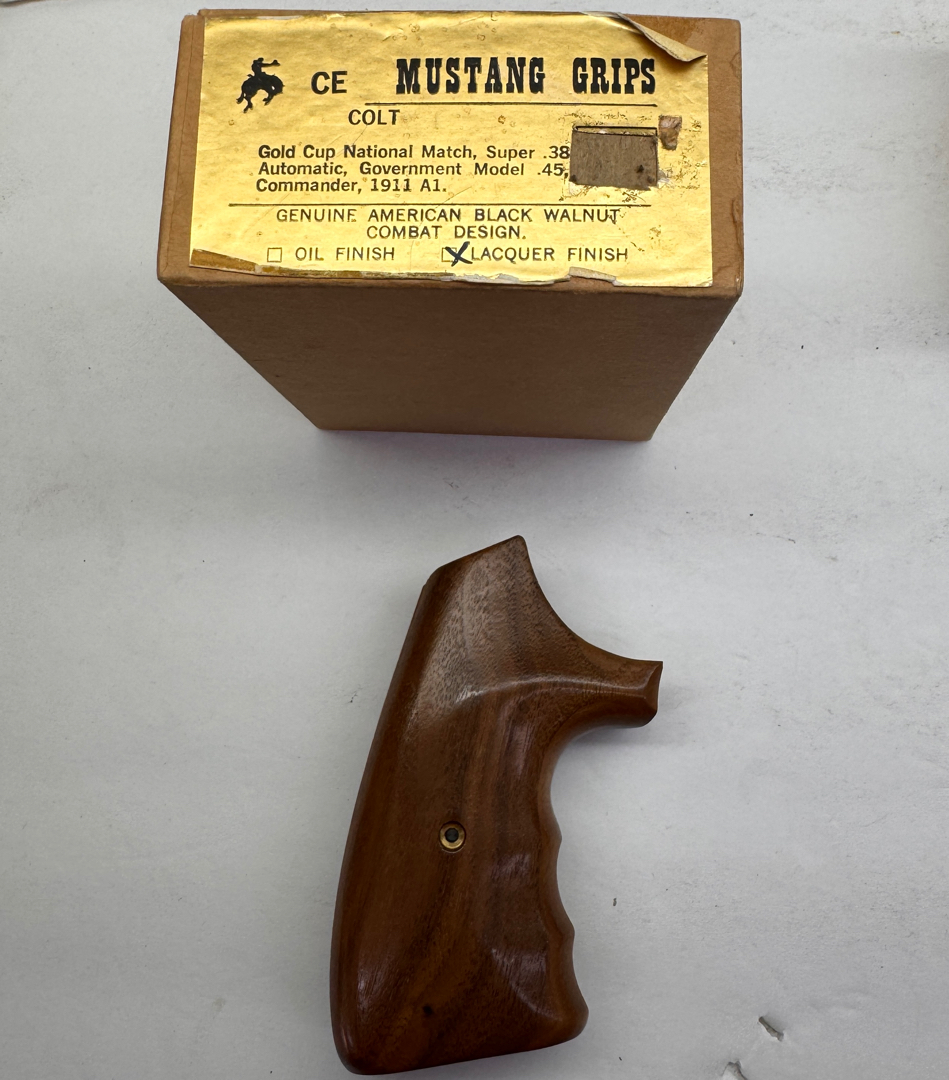 CE MUSTANG GRIPS
COLT
Gold Cup National Match, Super .38
Automatic, Government Model .45,
Commander, 1911 A1.
GENUINE AMERICAN BLACK WALNUT
COMBAT DESIGN.
☐ OIL FINISH ☒ LACQUER FINISH